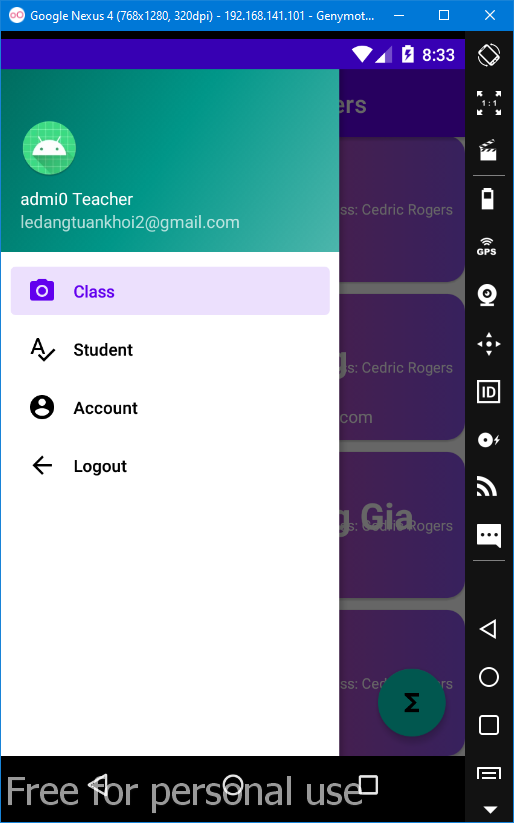 Google Nexus 4 (768x1280, 320dpi) - 192.168.141.101 - Genymot...
8:33
ers
1:1
admi0 Teacher
ledangtuankhoi2@gmail.com
ss: Cedric Rogers
GPS
Class
g
ss: Cedric Rogers
Student
ID
Account
com
Logout
g Gia
ss: Cedric Rogers
ss: Ced
Σ
Free for personal use